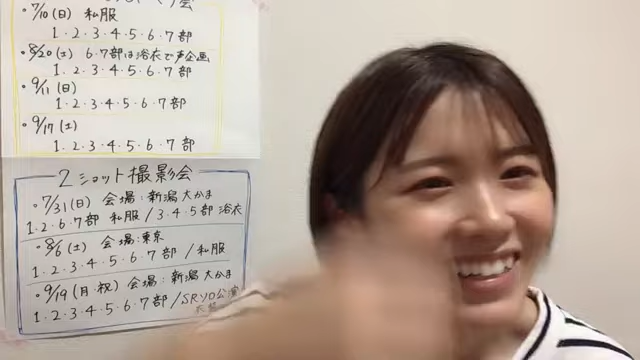 ・7/10(日) 私服
1・2・3・4・5・6・7部
・8/20(土) 6・7部は浴衣で声企画
1・2・3・4・5・6・7部
・9/11(日)
1・2・3・4・5・6・7部
・9/17(土)
1・2・3・4・5・6・7部
2ショット撮影会
・7/31(日) 会場:新潟 大かま
1・2・6・7部 私服/3・4・5部 浴衣
・8/6(土) 会場:東京
1・2・3・4・5・6・7部/私服
・9/19(月・祝) 会場:新潟 大かま
1・2・3・4・5・6・7部/SRYO公演